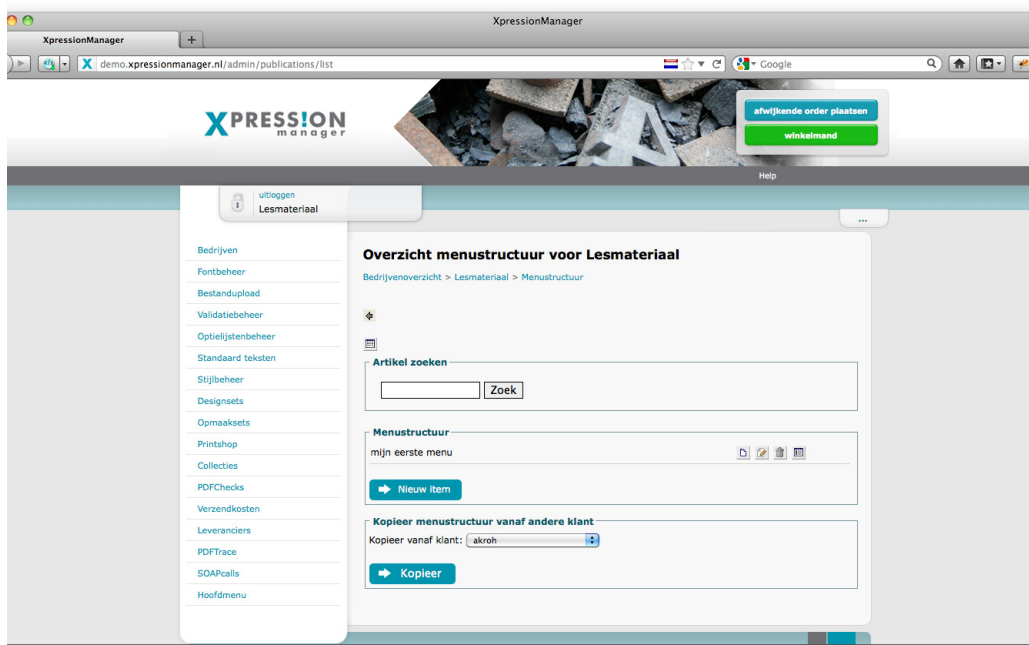 XpressionManager
XpressionManager
demo.xpressionmanager.nl/admin/publications/list
Google
XPRESS!ON
manager
afwijkende order plaatsen
winkelmand
Help
uitloggen
Lesmateriaal
...
Bedrijven
Fontbeheer
Bestandupload
Validatiebeheer
Optielijstenbeheer
Standaard teksten
Stijlbeheer
Designsets
Opmaaksets
Printshop
Collecties
PDFChecks
Verzendkosten
Leveranciers
PDFTrace
SOAPcalls
Hoofdmenu
Overzicht menustructuur voor Lesmateriaal
Bedrijvenoverzicht > Lesmateriaal > Menustructuur
Artikel zoeken
Zoek
Menustructuur
mijn eerste menu
Nieuw item
Kopieer menustructuur vanaf andere klant
Kopieer vanaf klant: akroh
Kopieer